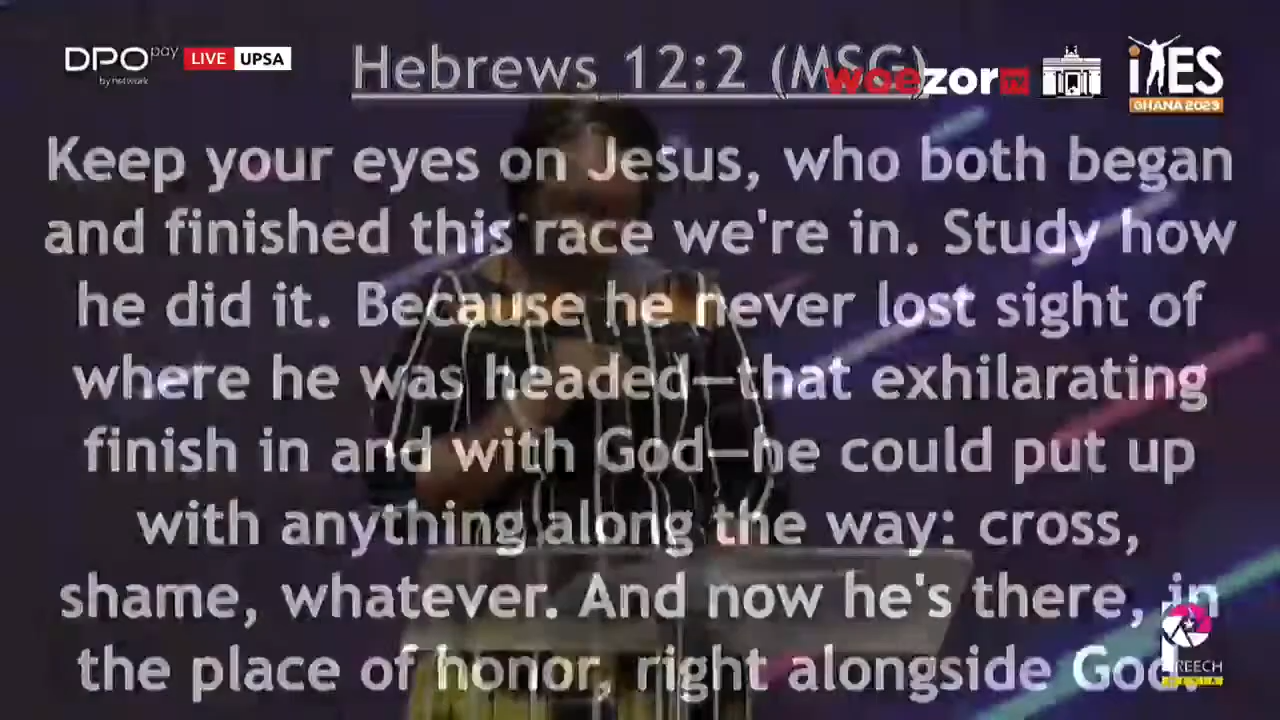 DPO pay
by network
LIVE UPSA
Hebrews 12:2 (MSG)
woezor TV
iYES
GHANA 2023
Keep your eyes on Jesus, who both began
and finished this race we're in. Study how
he did it. Because he never lost sight of
where he was headed—that exhilarating
finish in and with God—he could put up
with anything along the way: cross,
shame, whatever. And now he's there, in
the place of honor, right alongside God.
REECH